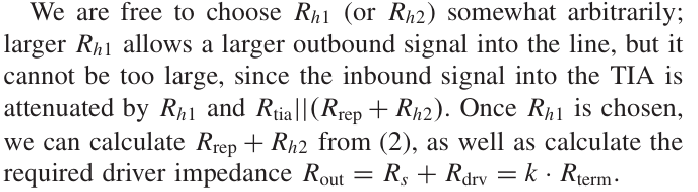 We are free to choose R_{h1} (or R_{h2}) somewhat arbitrarily;
larger R_{h1} allows a larger outbound signal into the line, but it
cannot be too large, since the inbound signal into the TIA is
attenuated by R_{h1} and R_{tia}||(R_{rep} + R_{h2}). Once R_{h1} is chosen,
we can calculate R_{rep} + R_{h2} from (2), as well as calculate the
required driver impedance R_{out} = R_s + R_{drv} = k · R_{term}.